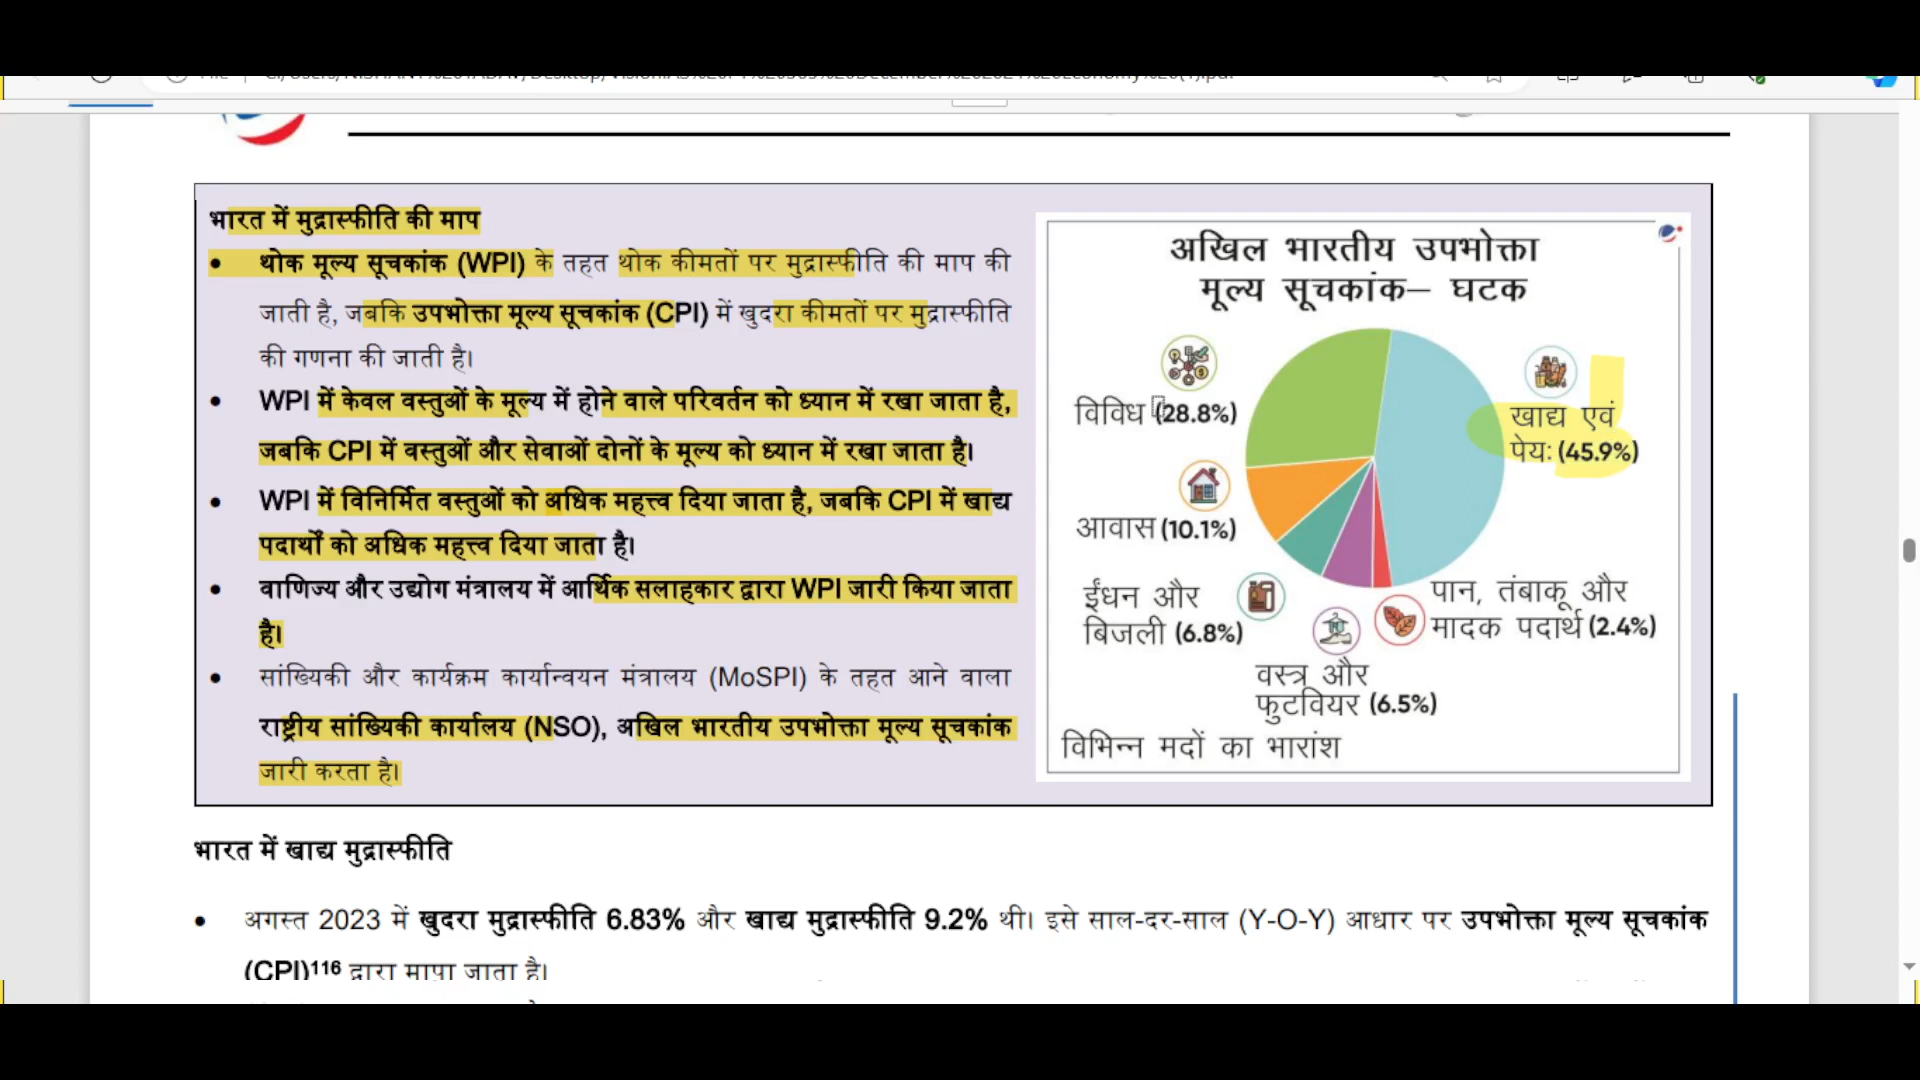 भारत में मुद्रास्फीति की माप
• थोक मूल्य सूचकांक (WPI) के तहत थोक कीमतों पर मुद्रास्फीति की माप की
जाती है, जबकि उपभोक्ता मूल्य सूचकांक (CPI) में खुदरा कीमतों पर मुद्रास्फीति
की गणना की जाती है।
• WPI में केवल वस्तुओं के मूल्य में होने वाले परिवर्तन को ध्यान में रखा जाता है,
जबकि CPI में वस्तुओं और सेवाओं दोनों के मूल्य को ध्यान में रखा जाता है।
• WPI में विनिर्मित वस्तुओं को अधिक महत्त्व दिया जाता है, जबकि CPI में खाद्य
पदार्थों को अधिक महत्त्व दिया जाता है।
• वाणिज्य और उद्योग मंत्रालय में आर्थिक सलाहकार द्वारा WPI जारी किया जाता
है।
• सांख्यिकी और कार्यक्रम कार्यान्वयन मंत्रालय (MoSPI) के तहत आने वाला
राष्ट्रीय सांख्यिकी कार्यालय (NSO), अखिल भारतीय उपभोक्ता मूल्य सूचकांक
जारी करता है।
अखिल भारतीय उपभोक्ता
मूल्य सूचकांक– घटक
विविध (28.8%)
खाद्य एवं
पेय: (45.9%)
आवास (10.1%)
ईंधन और
बिजली (6.8%)
पान, तंबाकू और
मादक पदार्थ (2.4%)
वस्त्र और
फुटवियर (6.5%)
विभिन्न मदों का भारांश
भारत में खाद्य मुद्रास्फीति
• अगस्त 2023 में खुदरा मुद्रास्फीति 6.83% और खाद्य मुद्रास्फीति 9.2% थी। इसे साल-दर-साल (Y-O-Y) आधार पर उपभोक्ता मूल्य सूचकांक
(CPI)116 द्वारा मापा जाता है।